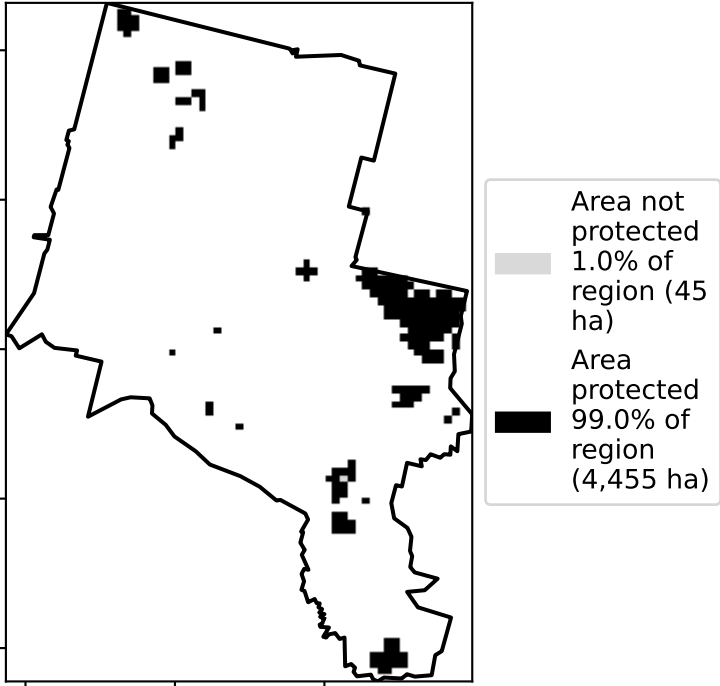 Area not
protected
1.0% of
region (45
ha)
Area
protected
99.0% of
region
(4,455 ha)